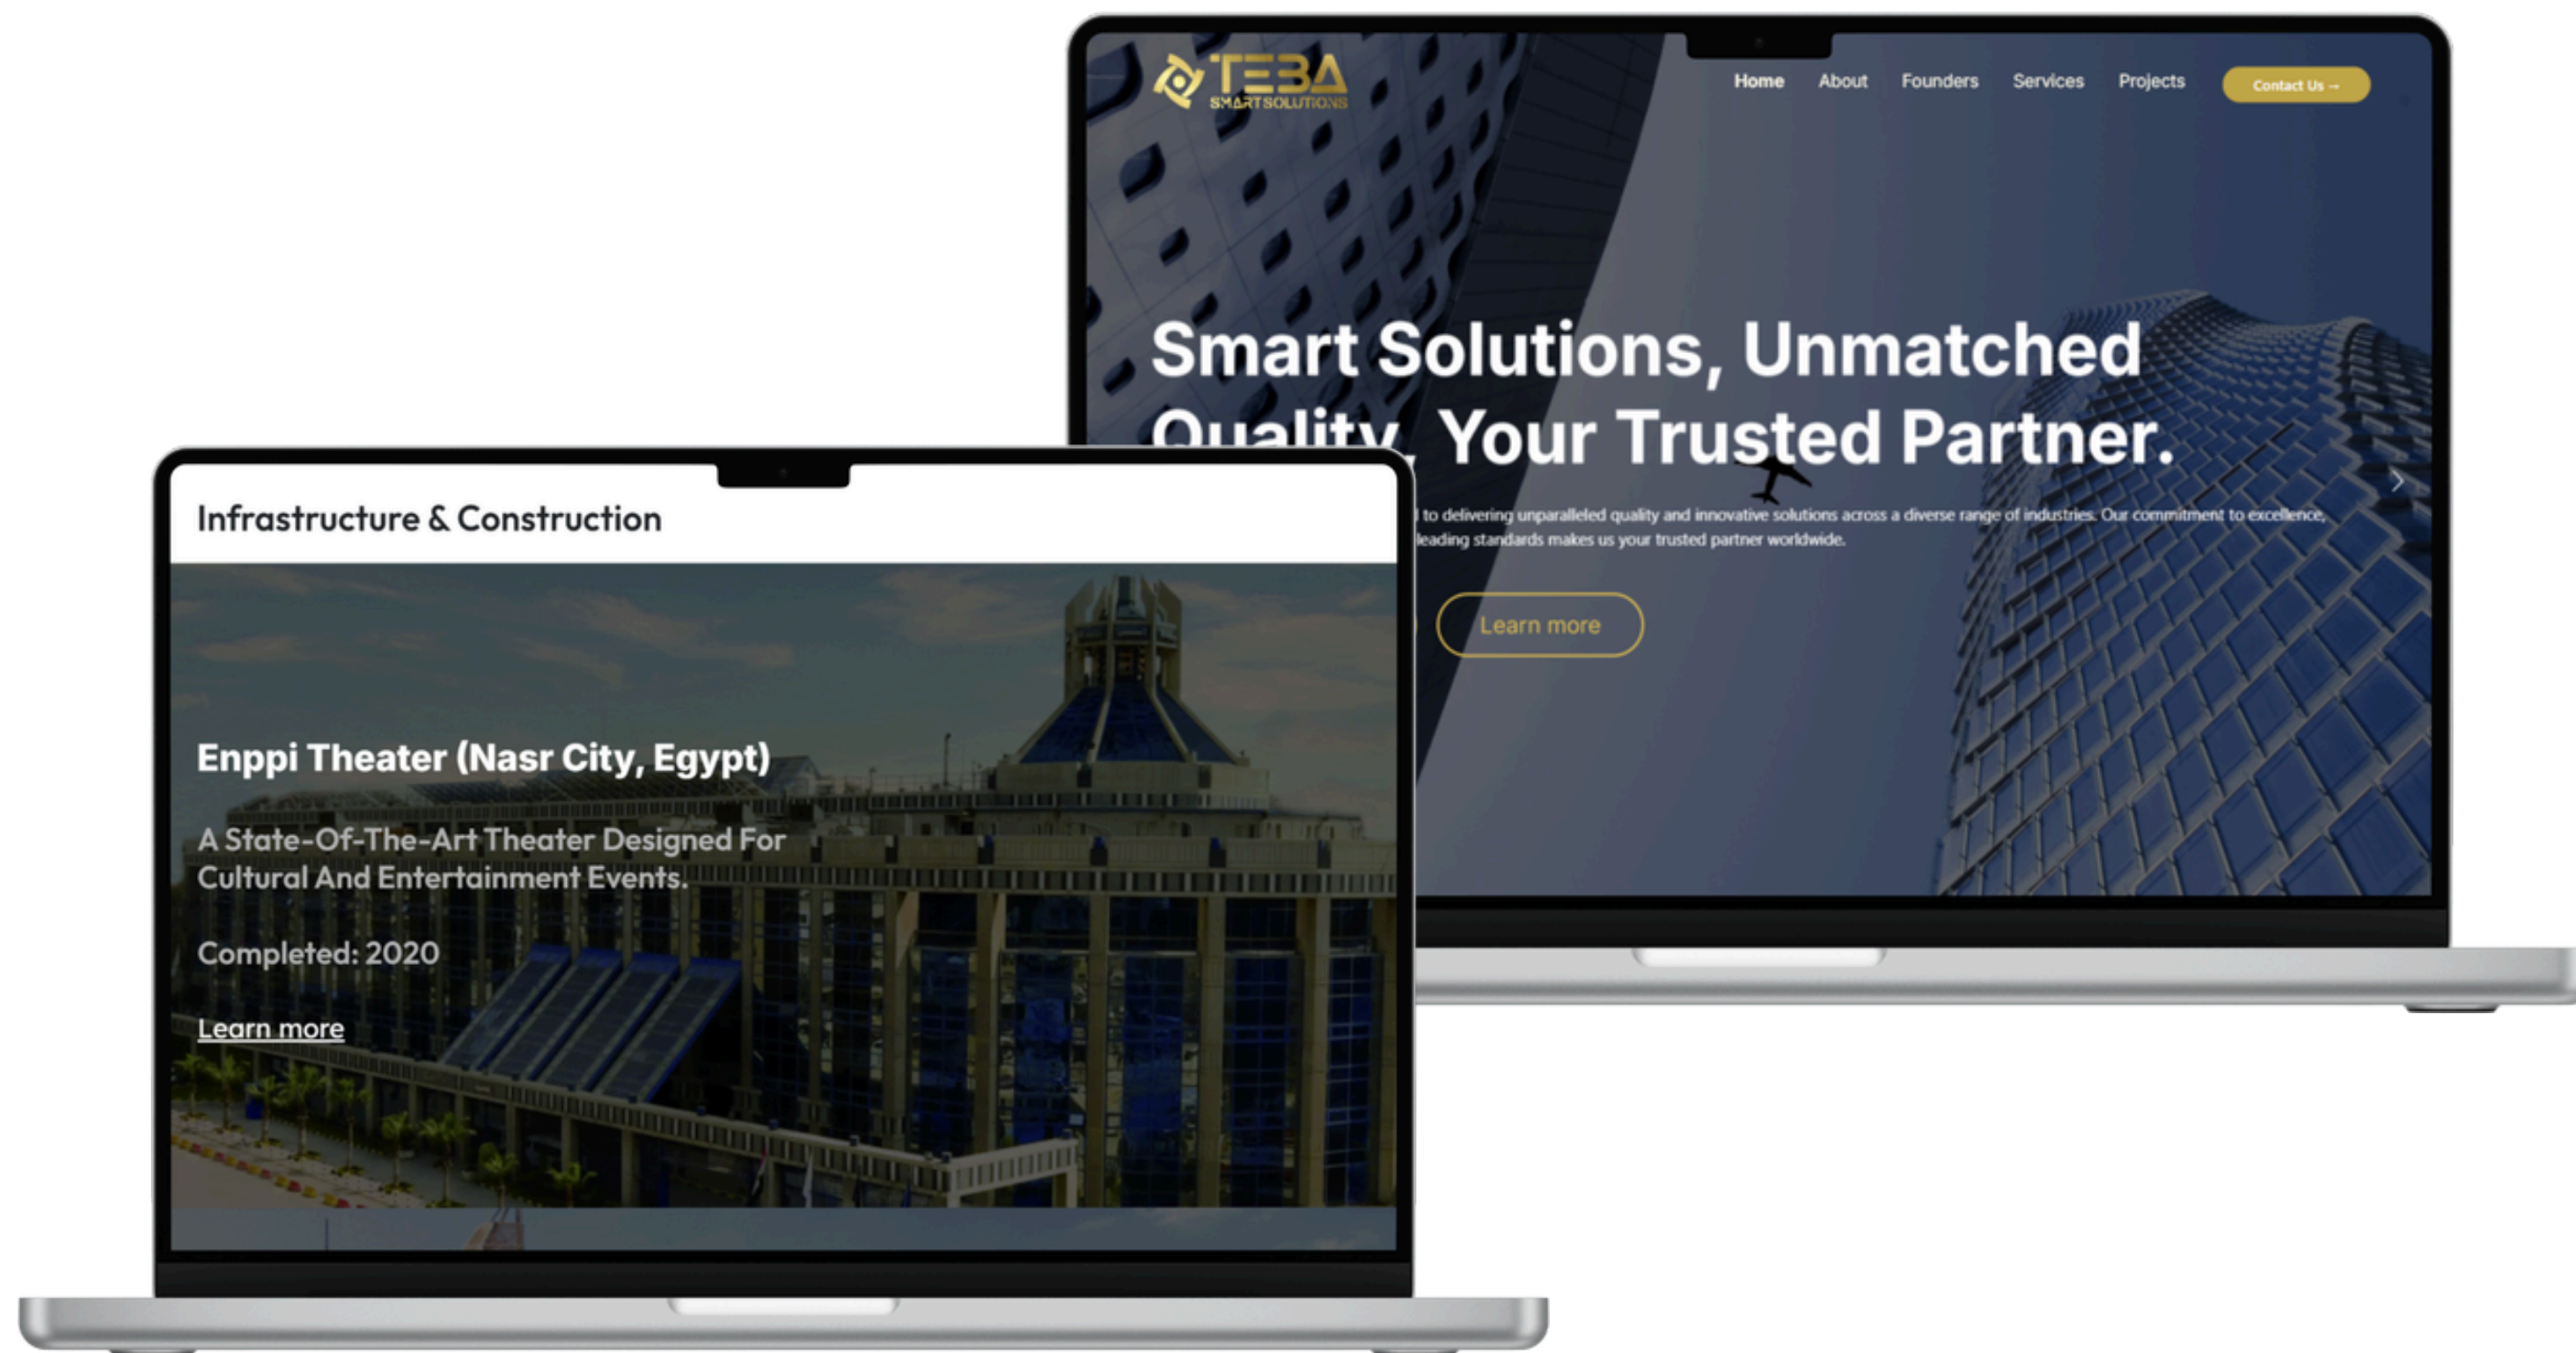 TEBA
SMART SOLUTIONS
Home About Founders Services Projects Contact Us →
Smart Solutions, Unmatched
Quality, Your Trusted Partner.
to delivering unparalleled quality and innovative solutions across a diverse range of industries. Our commitment to excellence,
leading standards makes us your trusted partner worldwide.
Learn more
Infrastructure & Construction
Enppi Theater (Nasr City, Egypt)
A State-Of-The-Art Theater Designed For
Cultural And Entertainment Events.
Completed: 2020
Learn more